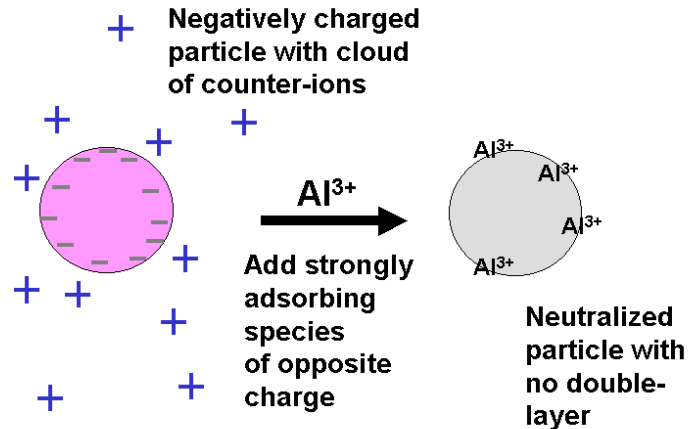 Negatively charged
particle with cloud
of counter-ions
Al³⁺
Add strongly
adsorbing
species
of opposite
charge
Al³⁺
Al³⁺
Al³⁺
Al³⁺
Neutralized
particle with
no double-
layer